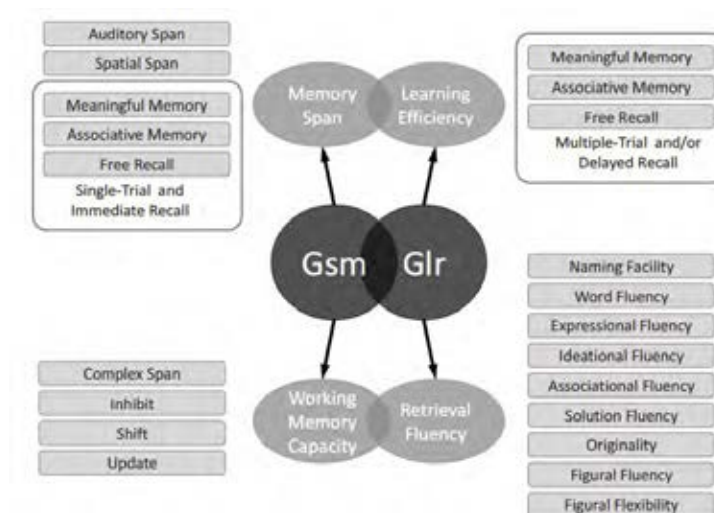 Auditory Span
Spatial Span
Meaningful Memory
Associative Memory
Free Recall
Single-Trial and
Immediate Recall
Memory
Span
Learning
Efficiency
Meaningful Memory
Associative Memory
Free Recall
Multiple-Trial and/or
Delayed Recall
Gsm
Glr
Complex Span
Inhibit
Shift
Update
Working
Memory
Capacity
Retrieval
Fluency
Naming Facility
Word Fluency
Expressional Fluency
Ideational Fluency
Associational Fluency
Solution Fluency
Originality
Figural Fluency
Figural Flexibility